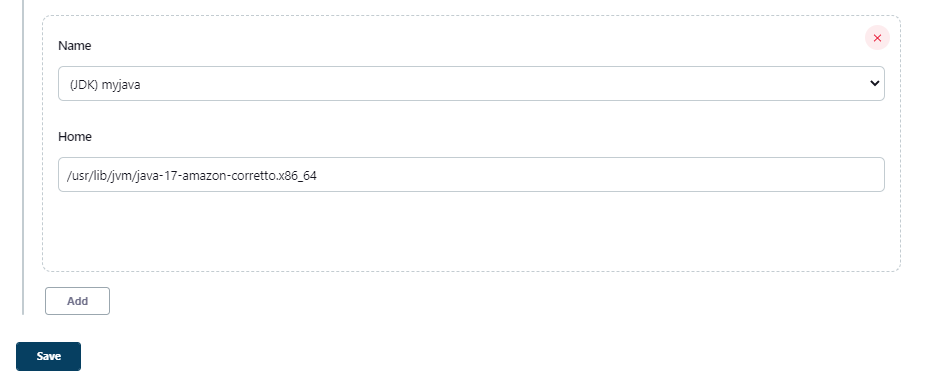 Name
(JDK) myjava
Home
/usr/lib/jvm/java-17-amazon-corretto.x86_64
Add
Save